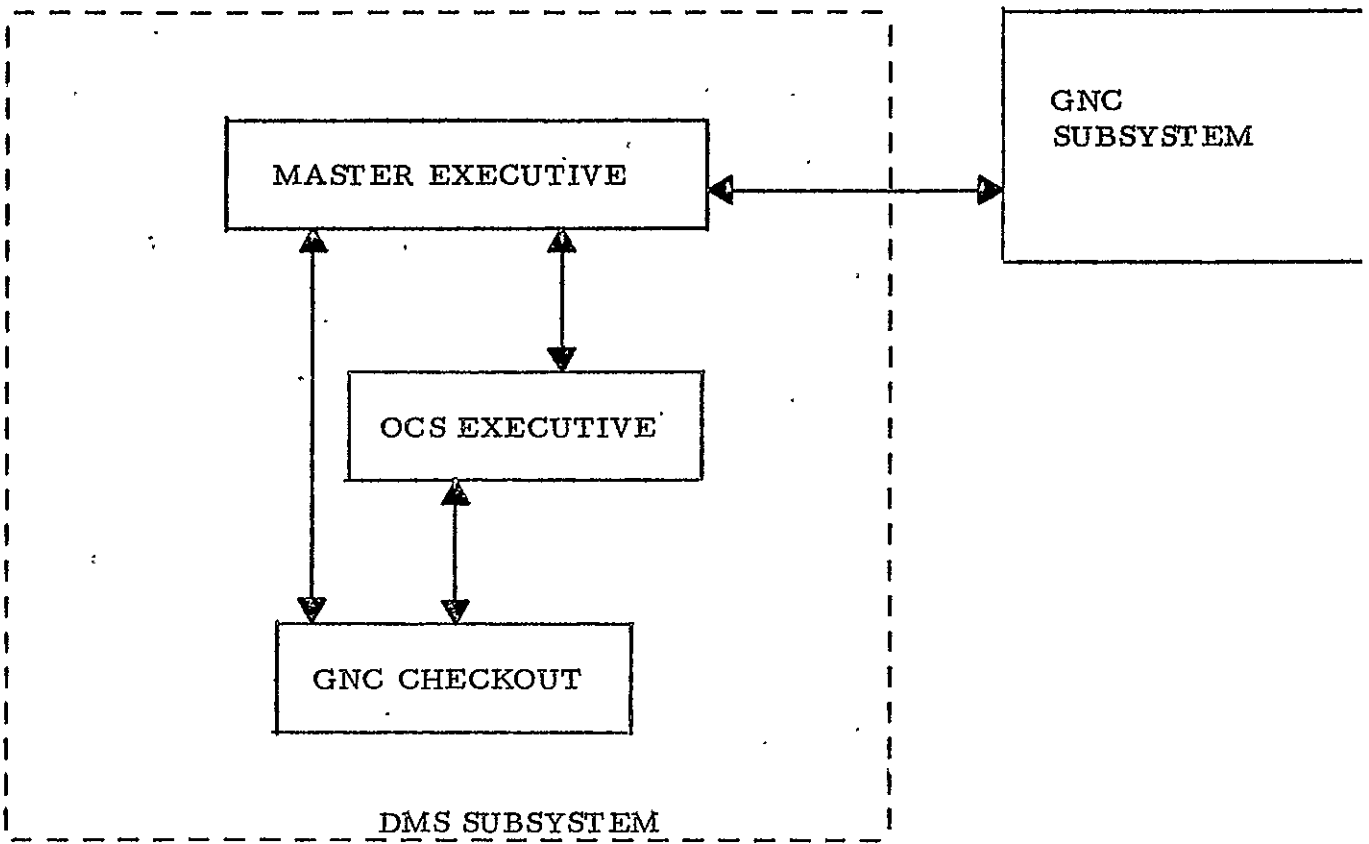 GNC
SUBSYSTEM
MASTER EXECUTIVE
OCS EXECUTIVE
GNC CHECKOUT
DMS SUBSYSTEM